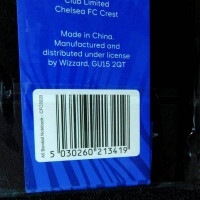 Club Limited
Chelsea FC Crest
Made in China.
Manufactured and
distributed under license
by Wizzard, GU15 2QT
5 030260 213419